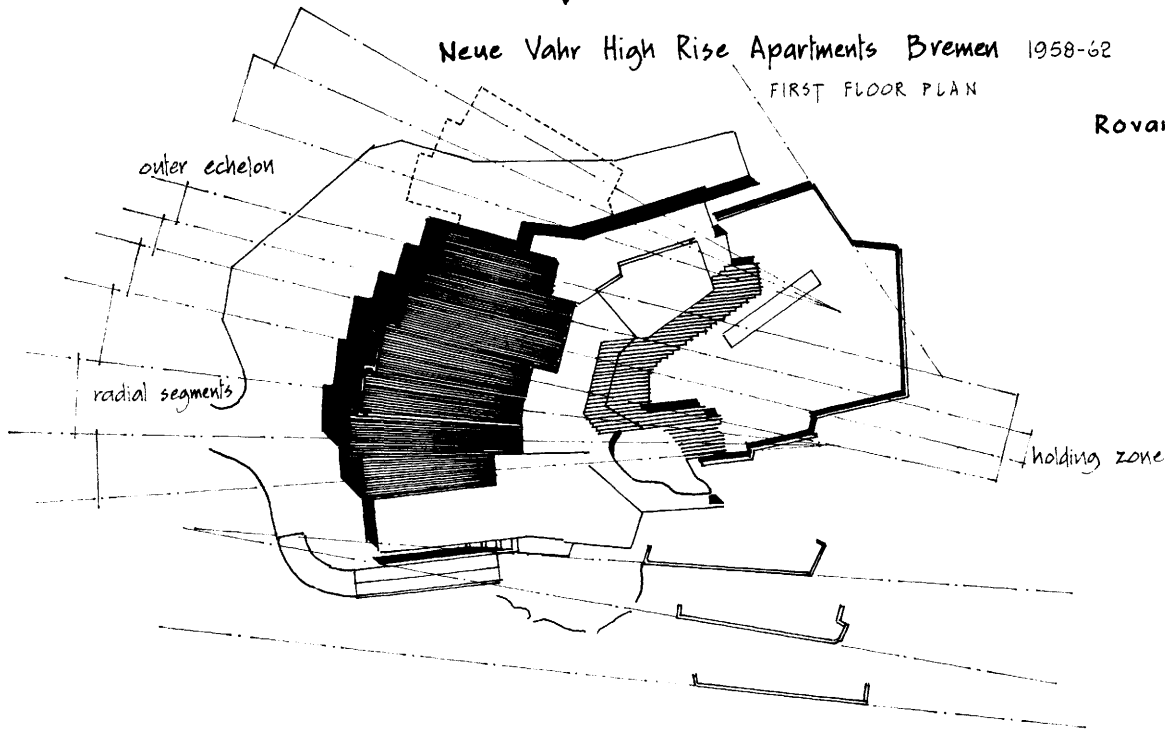 Neue Vahr High Rise Apartments Bremen 1958-62
FIRST FLOOR PLAN
outer echelon
radial segments
holding zone